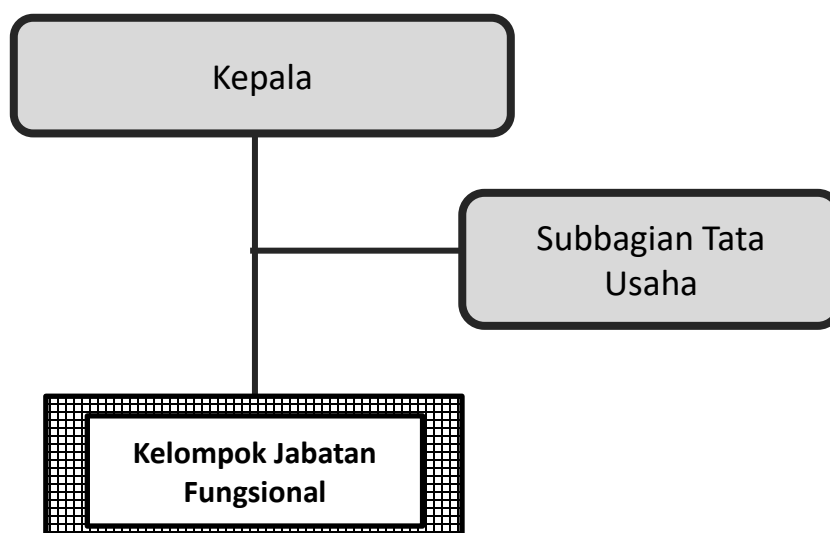 Kepala
Subbagian Tata
Usaha
Kelompok Jabatan
Fungsional